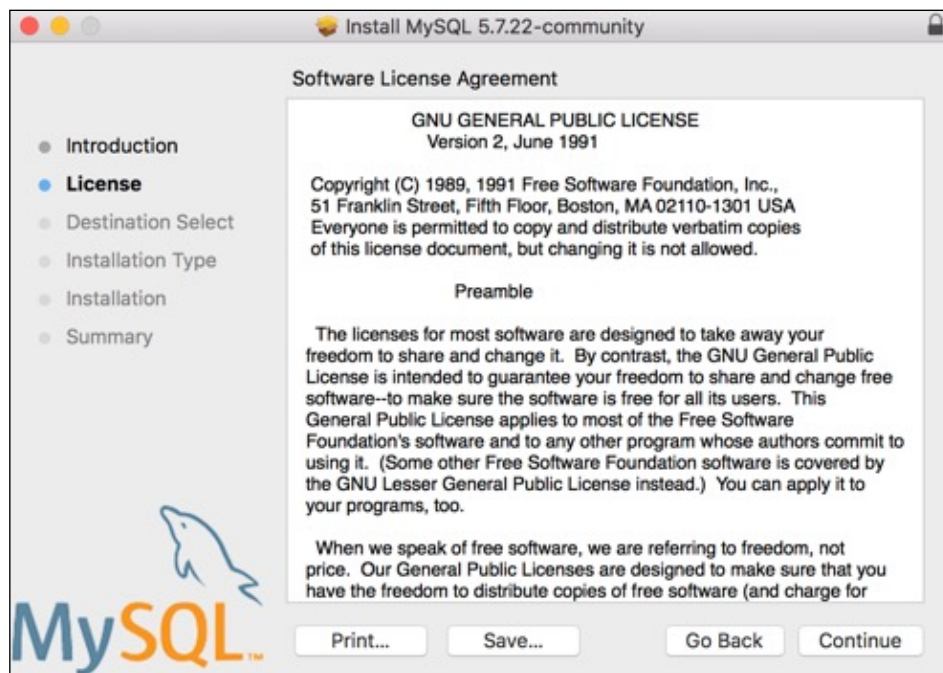 Install MySQL 5.7.22-community
Software License Agreement
Introduction
License
Destination Select
Installation Type
Installation
Summary
GNU GENERAL PUBLIC LICENSE
Version 2, June 1991
Copyright (C) 1989, 1991 Free Software Foundation, Inc.,
51 Franklin Street, Fifth Floor, Boston, MA 02110-1301 USA
Everyone is permitted to copy and distribute verbatim copies
of this license document, but changing it is not allowed.
Preamble
The licenses for most software are designed to take away your
freedom to share and change it.  By contrast, the GNU General Public
License is intended to guarantee your freedom to share and change free
software--to make sure the software is free for all its users.  This
General Public License applies to most of the Free Software
Foundation's software and to any other program whose authors commit to
using it.  (Some other Free Software Foundation software is covered by
the GNU Lesser General Public License instead.)  You can apply it to
your programs, too.
When we speak of free software, we are referring to freedom, not
price.  Our General Public Licenses are designed to make sure that you
have the freedom to distribute copies of free software (and charge for
MySQL™
Print...
Save...
Go Back
Continue